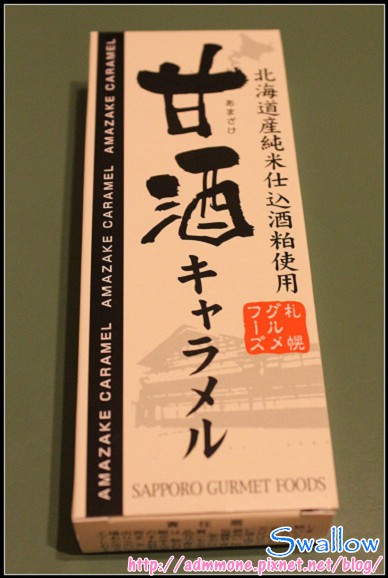 北海道産純米仕込酒粕使用
甘酒
あまざけ
キャラメル
札幌
グルメ
フーズ
SAPPORO GURMET FOODS
AMAZAKE CARAMEL AMAZAKE CARAMEL AMAZAKE CARAMEL
Swallow
http://admmone.pixnet.net/blog/